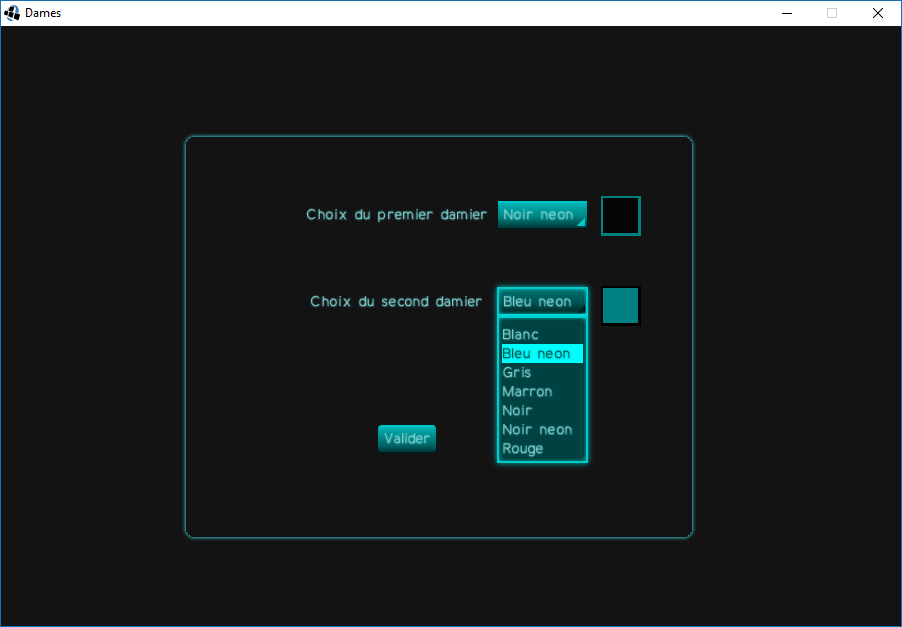 Dames
Choix du premier damier Noir neon
Choix du second damier Bleu neon
Blanc
Bleu neon
Gris
Marron
Noir
Noir neon
Valider
Rouge